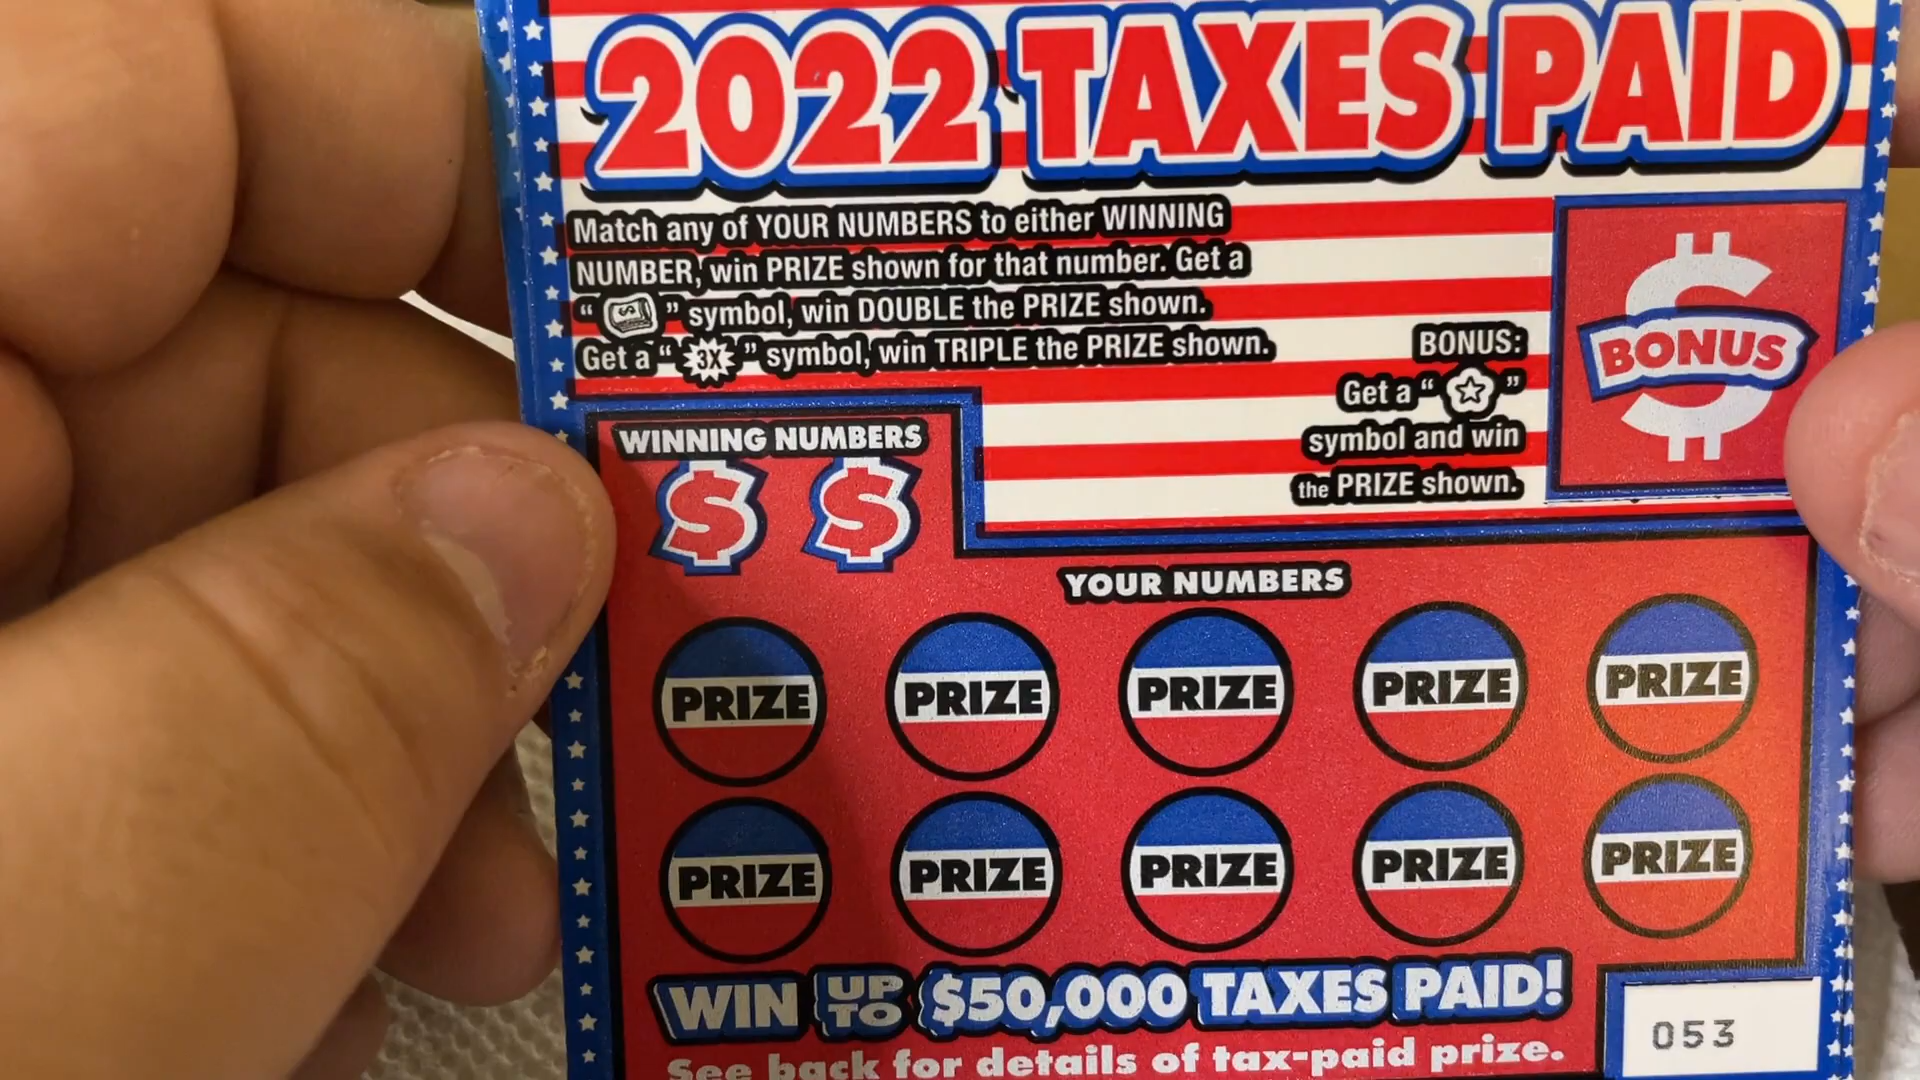 2022 TAXES PAID
Match any of YOUR NUMBERS to either WINNING
NUMBER, win PRIZE shown for that number. Get a
“ $ ” symbol, win DOUBLE the PRIZE shown.
Get a “ 3X ” symbol, win TRIPLE the PRIZE shown.
BONUS:
Get a “ ”
symbol and win
the PRIZE shown.
$
BONUS
WINNING NUMBERS
$ $
YOUR NUMBERS
PRIZE PRIZE PRIZE PRIZE PRIZE
PRIZE PRIZE PRIZE PRIZE PRIZE
WIN UP TO $50,000 TAXES PAID!
See back for details of tax-paid prize.
053